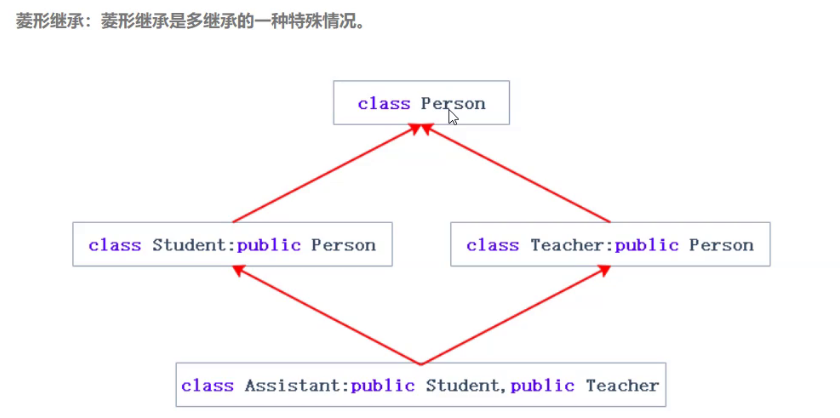 菱形继承：菱形继承是多继承的一种特殊情况。
class Person
class Student:public Person
class Teacher:public Person
class Assistant:public Student,public Teacher